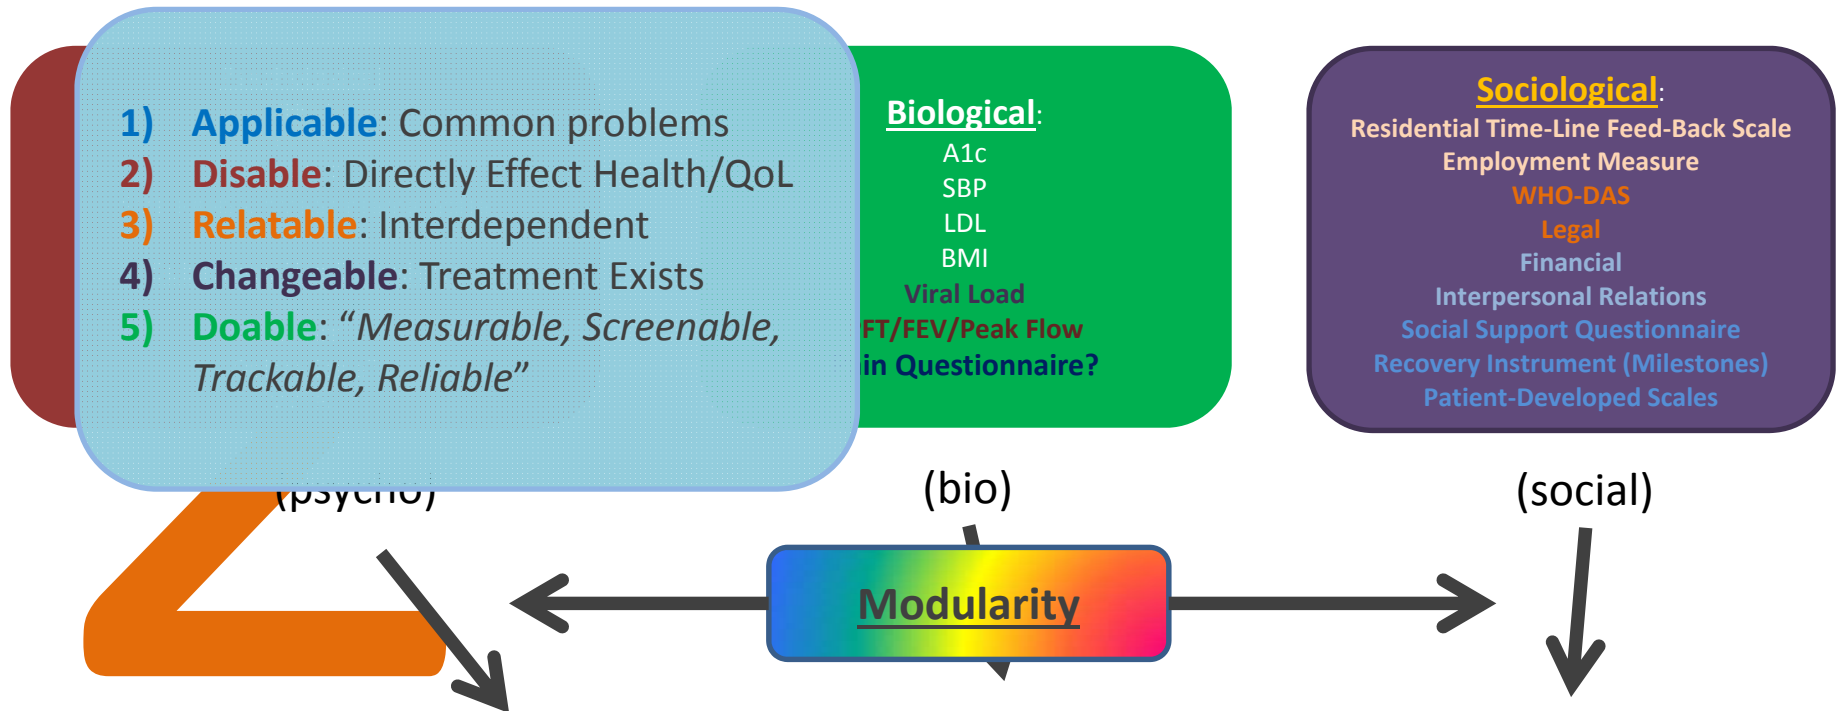 1) Applicable: Common problems
2) Disable: Directly Effect Health/QoL
3) Relatable: Interdependent
4) Changeable: Treatment Exists
5) Doable: “Measurable, Screenable,
Trackable, Reliable”
Biological:
A1c
SBP
LDL
BMI
Viral Load
FT/FEV/Peak Flow
in Questionnaire?
Sociological:
Residential Time-Line Feed-Back Scale
Employment Measure
WHO-DAS
Legal
Financial
Interpersonal Relations
Social Support Questionnaire
Recovery Instrument (Milestones)
Patient-Developed Scales
(psycho)
(bio)
(social)
Modularity